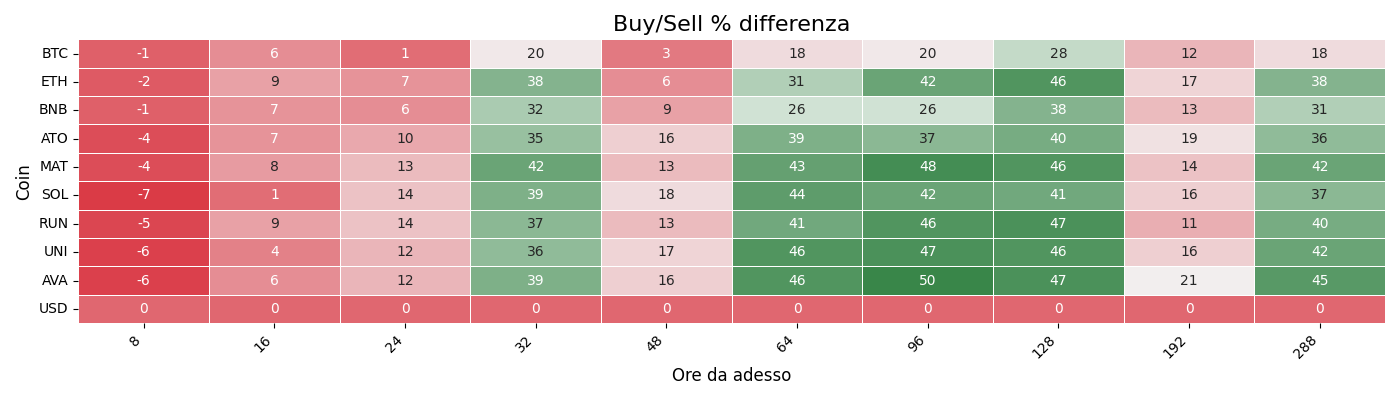 Buy/Sell % differenza
Coin
BTC -1 6 1 20 3 18 20 28 12 18
ETH -2 9 7 38 6 31 42 46 17 38
BNB -1 7 6 32 9 26 26 38 13 31
ATO -4 7 10 35 16 39 37 40 19 36
MAT -4 8 13 42 13 43 48 46 14 42
SOL -7 1 14 39 18 44 42 41 16 37
RUN -5 9 14 37 13 41 46 47 11 40
UNI -6 4 12 36 17 46 47 46 16 42
AVA -6 6 12 39 16 46 50 47 21 45
USD 0 0 0 0 0 0 0 0 0 0
8 16 24 32 48 64 96 128 192 288
Ore da adesso